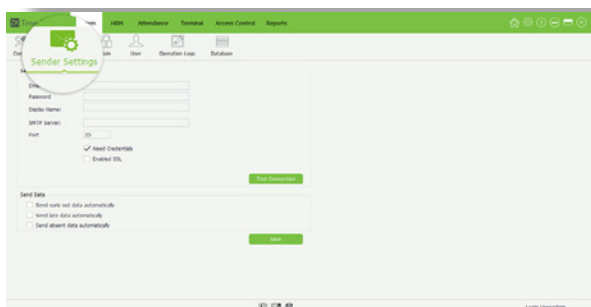 HRM Attendance Terminal Access Control Reports
Sender Settings
User Operation Logs Database
Password
Display Name:
SMTP Server:
Port 25
Need Credentials
Enabled SSL
Test Connection
Send Data
Send early out data automatically
Send late data automatically
Send absent data automatically
Save